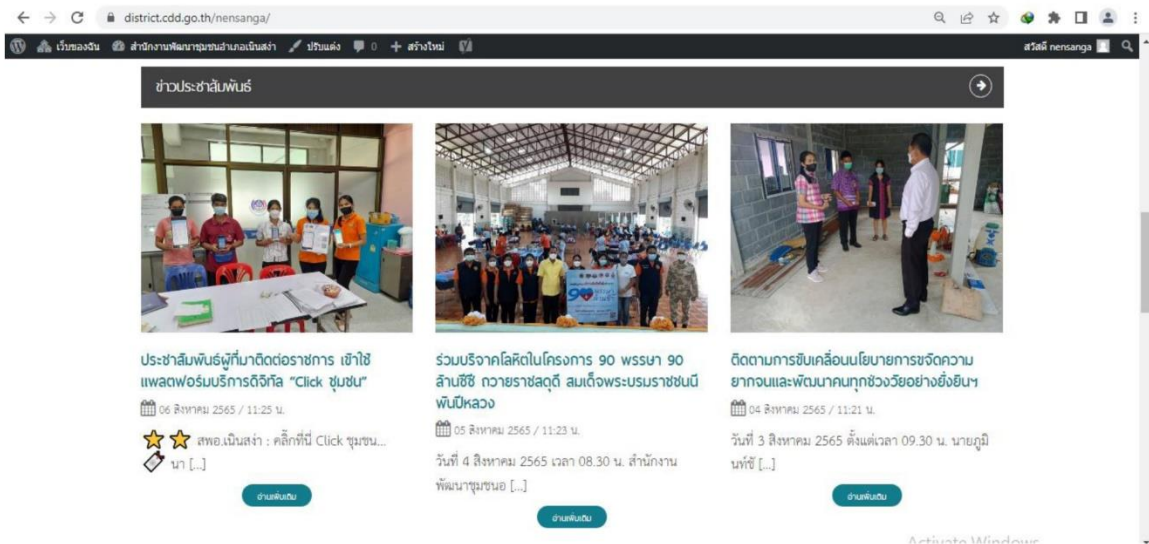 district.cdd.go.th/nensanga/
เว็บของฉัน สำนักงานพัฒนาชุมชนอำเภอเนินสง่า ปรับแต่ง 0 + สร้างใหม่ สวัสดี nensanga
ข่าวประชาสัมพันธ์
ประชาสัมพันธ์ผู้ที่มาติดต่อราชการ เข้าใช้
แพลตฟอร์มบริการดิจิทัล “Click ชุมชน”
06 สิงหาคม 2565 / 11:25 น.
สพอ.เนินสง่า : คลิ๊กที่นี่ Click ชุมชน...
นา [...]
อ่านเพิ่มเติม
ร่วมบริจาคโลหิตในโครงการ 90 พรรษา 90
ล้านซีซี ถวายราชสดุดี สมเด็จพระบรมราชชนนี
พันปีหลวง
05 สิงหาคม 2565 / 11:23 น.
วันที่ 4 สิงหาคม 2565 เวลา 08.30 น. สำนักงาน
พัฒนาชุมชนอ [...]
อ่านเพิ่มเติม
ติดตามการขับเคลื่อนนโยบายการขจัดความ
ยากจนและพัฒนาคนทุกช่วงวัยอย่างยั่งยืนฯ
04 สิงหาคม 2565 / 11:21 น.
วันที่ 3 สิงหาคม 2565 ตั้งแต่เวลา 09.30 น. นายภูมิ
นท์ชั [...]
อ่านเพิ่มเติม
Activate Windows